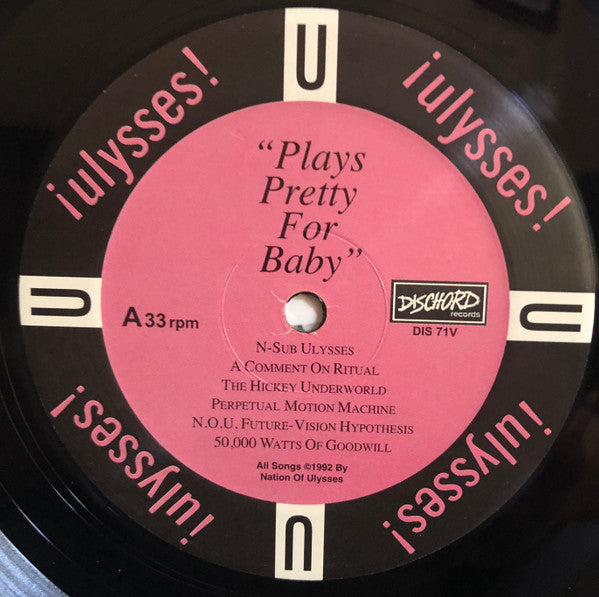 U
¡ulysses!
¡ulysses!
"Plays
Pretty
For
Baby"
U
U
A 33 rpm
DISCHORD
records
DIS 71V
N-SUB ULYSSES
A COMMENT ON RITUAL
THE HICKEY UNDERWORLD
PERPETUAL MOTION MACHINE
N.O.U. FUTURE-VISION HYPOTHESIS
50,000 WATTS OF GOODWILL
All Songs ©1992 By
Nation Of Ulysses
¡ulysses!
¡ulysses!
U